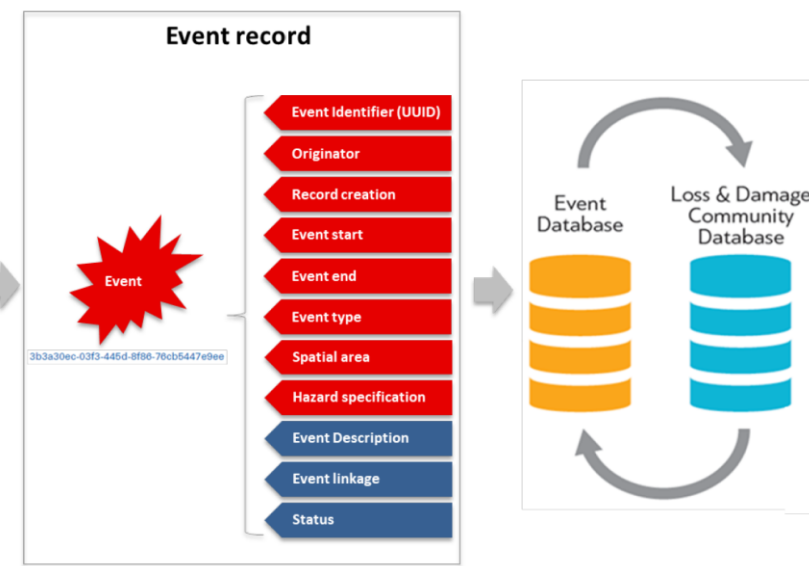 Event record
Event Identifier (UUID)
Originator
Record creation
Event start
Event end
Event type
Spatial area
Hazard specification
Event Description
Event linkage
Status
Event
3b3a30ec-03f3-445d-8f86-76cb5447e9ee
Event
Database
Loss & Damage
Community
Database